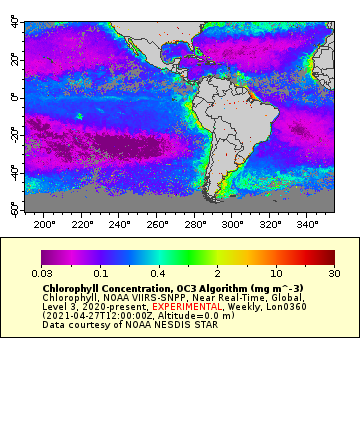 40°
20°
0°
-20°
-40°
-60°
200° 220° 240° 260° 280° 300° 320° 340°
0.03 0.1 0.4 2 10 30
Chlorophyll Concentration, OC3 Algorithm (mg m^-3)
Chlorophyll, NOAA VIIRS-SNPP, Near Real-Time, Global,
Level 3, 2020-present, EXPERIMENTAL, Weekly, Lon0360
(2021-04-27T12:00:00Z, Altitude=0.0 m)
Data courtesy of NOAA NESDIS STAR